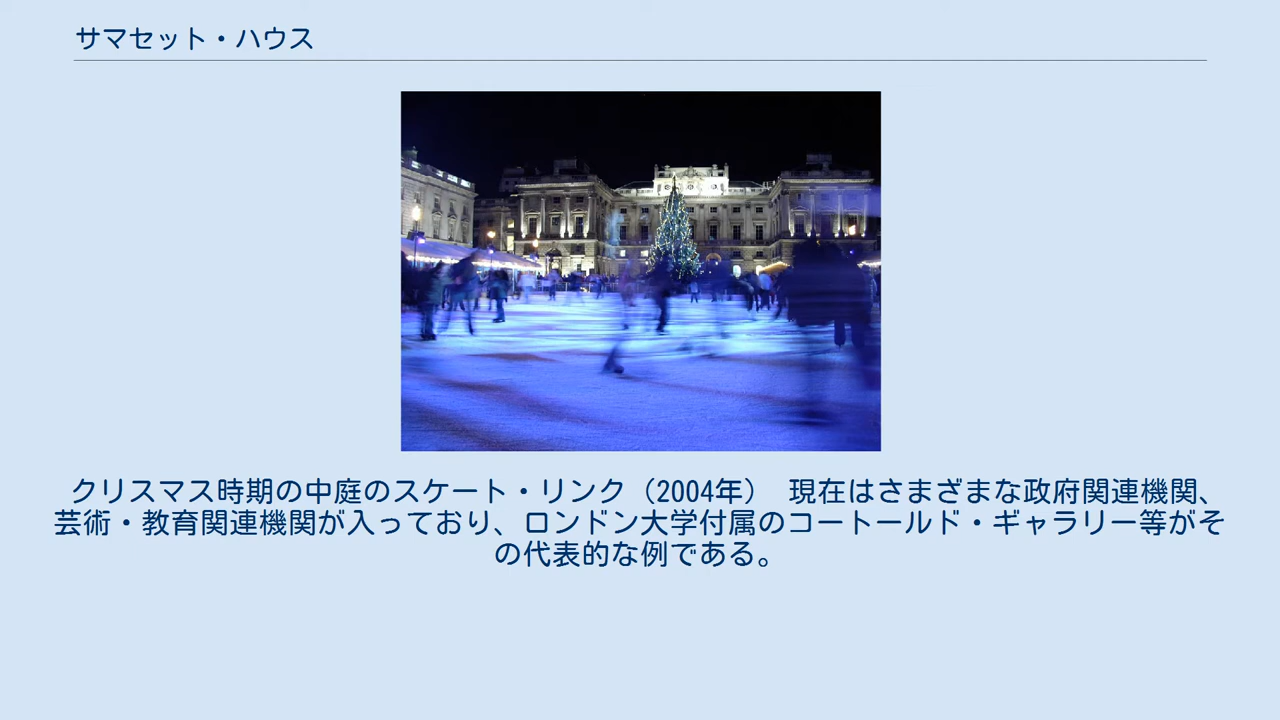 サマセット・ハウス
クリスマス時期の中庭のスケート・リンク（2004年） 現在はさまざまな政府関連機関、
芸術・教育関連機関が入っており、ロンドン大学付属のコートールド・ギャラリー等がそ
の代表的な例である。